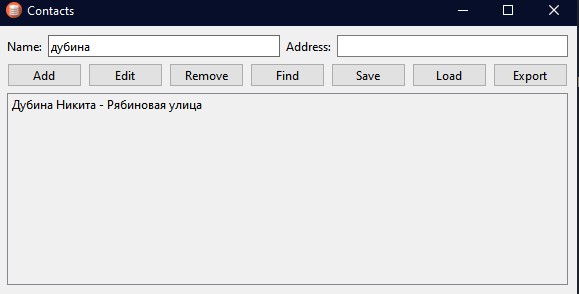 Contacts
Name: дубина Address:
Add Edit Remove Find Save Load Export
Дубина Никита - Рябиновая улица